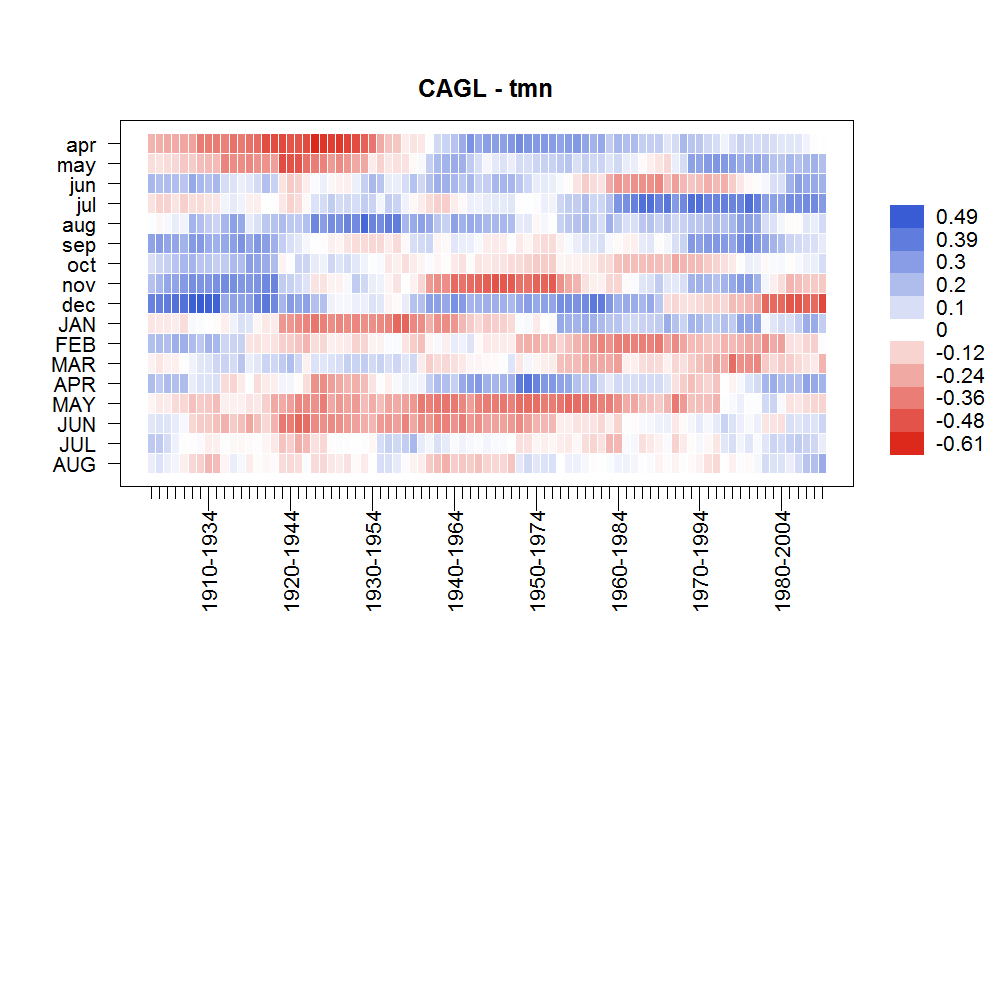 CAGL - tmn
apr
may
jun
jul
aug
sep
oct
nov
dec
JAN
FEB
MAR
APR
MAY
JUN
JUL
AUG
0.49
0.39
0.3
0.2
0.1
0
-0.12
-0.24
-0.36
-0.48
-0.61
1910-1934
1920-1944
1930-1954
1940-1964
1950-1974
1960-1984
1970-1994
1980-2004